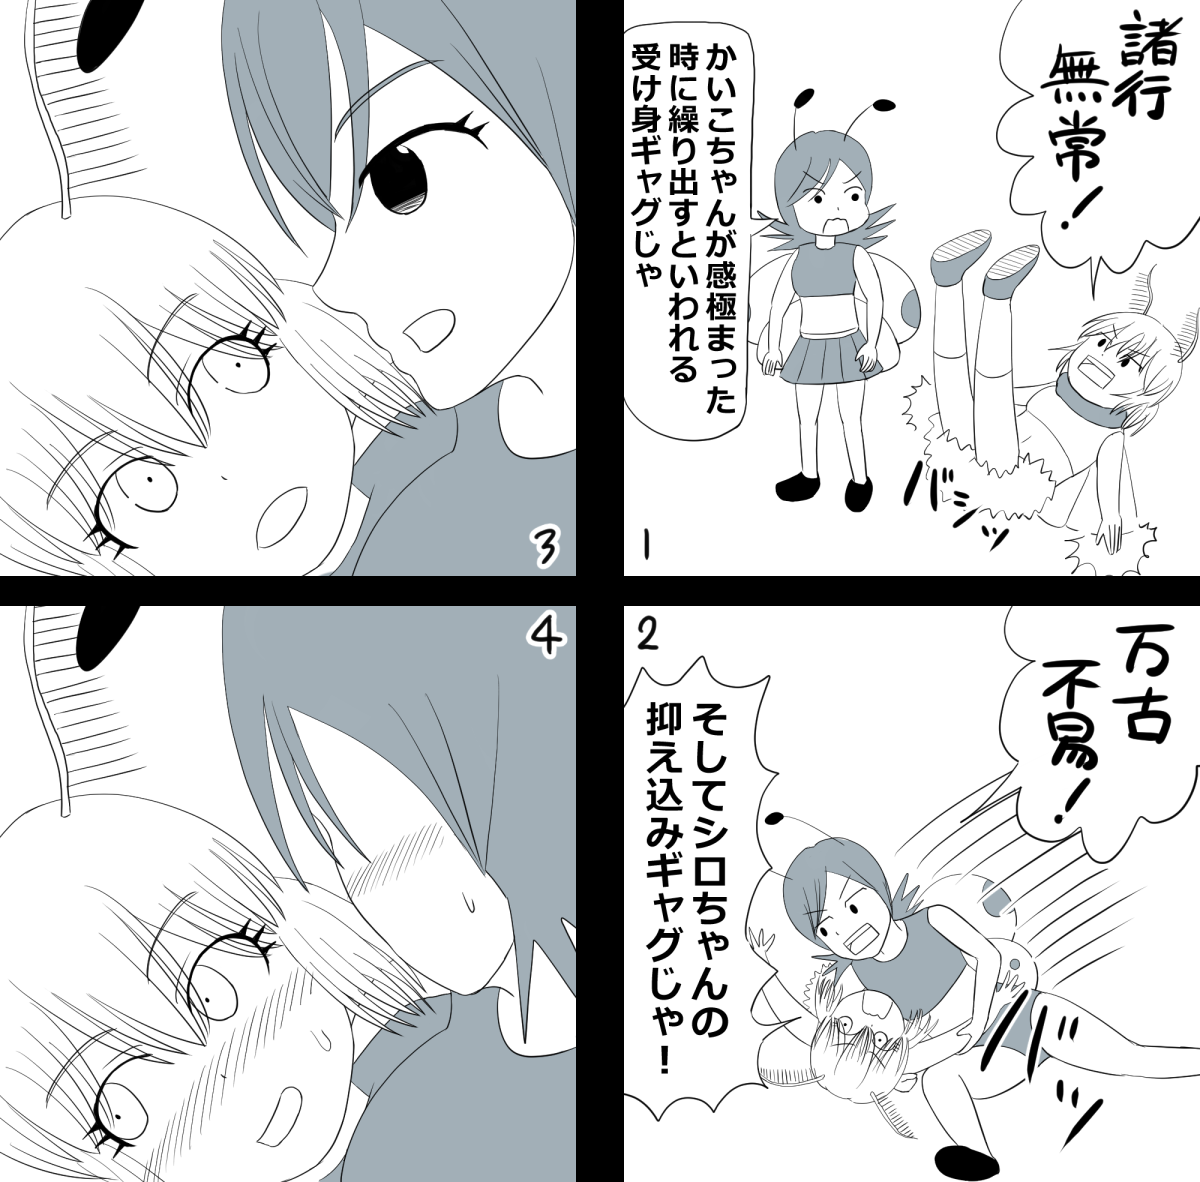 諸行
無常！
かいこちゃんが感極まった
時に繰り出すといわれる
受け身ギャグじゃ
バシッ
1
2
万古
不易！
そしてシロちゃんの
抑え込みギャグじゃ！
ガバッ
3
4